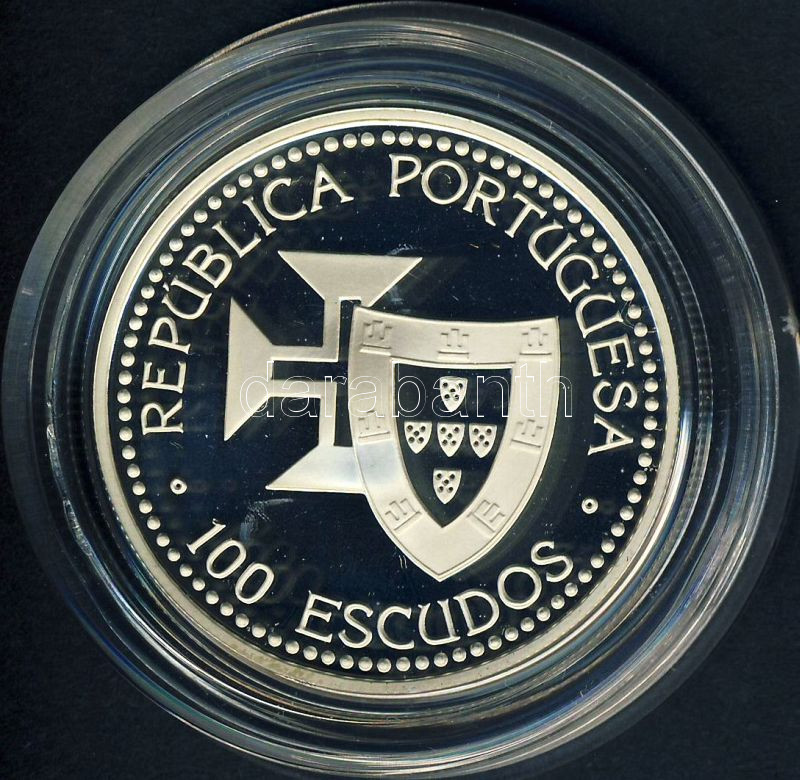 REPÚBLICA PORTUGUESA
100 ESCUDOS
darabanth